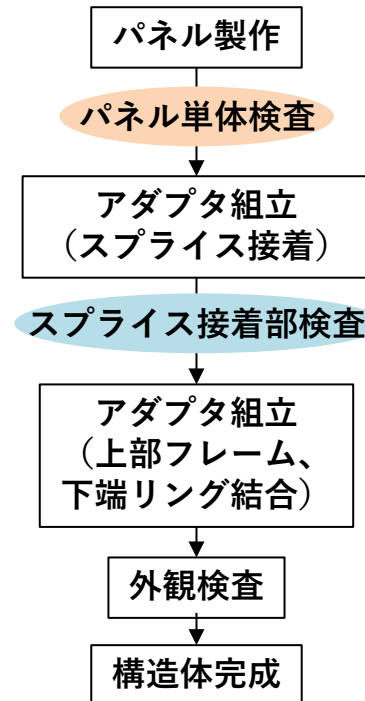 パネル製作
パネル単体検査
アダプタ組立
（スプライス接着）
スプライス接着部検査
アダプタ組立
（上部フレーム、
下端リング結合）
外観検査
構造体完成